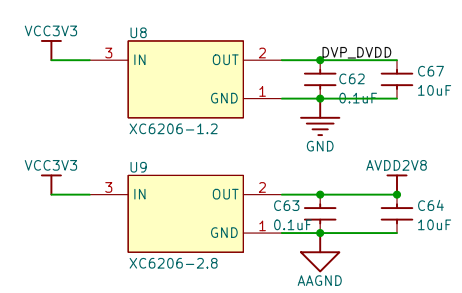 VCC3V3
U8
3
IN
OUT
2
DVP_DVDD
C62
0.1uF
C67
10uF
GND
1
XC6206-1.2
GND
VCC3V3
U9
3
IN
OUT
2
AVDD2V8
C63
0.1uF
C64
10uF
GND
1
XC6206-2.8
AAGND